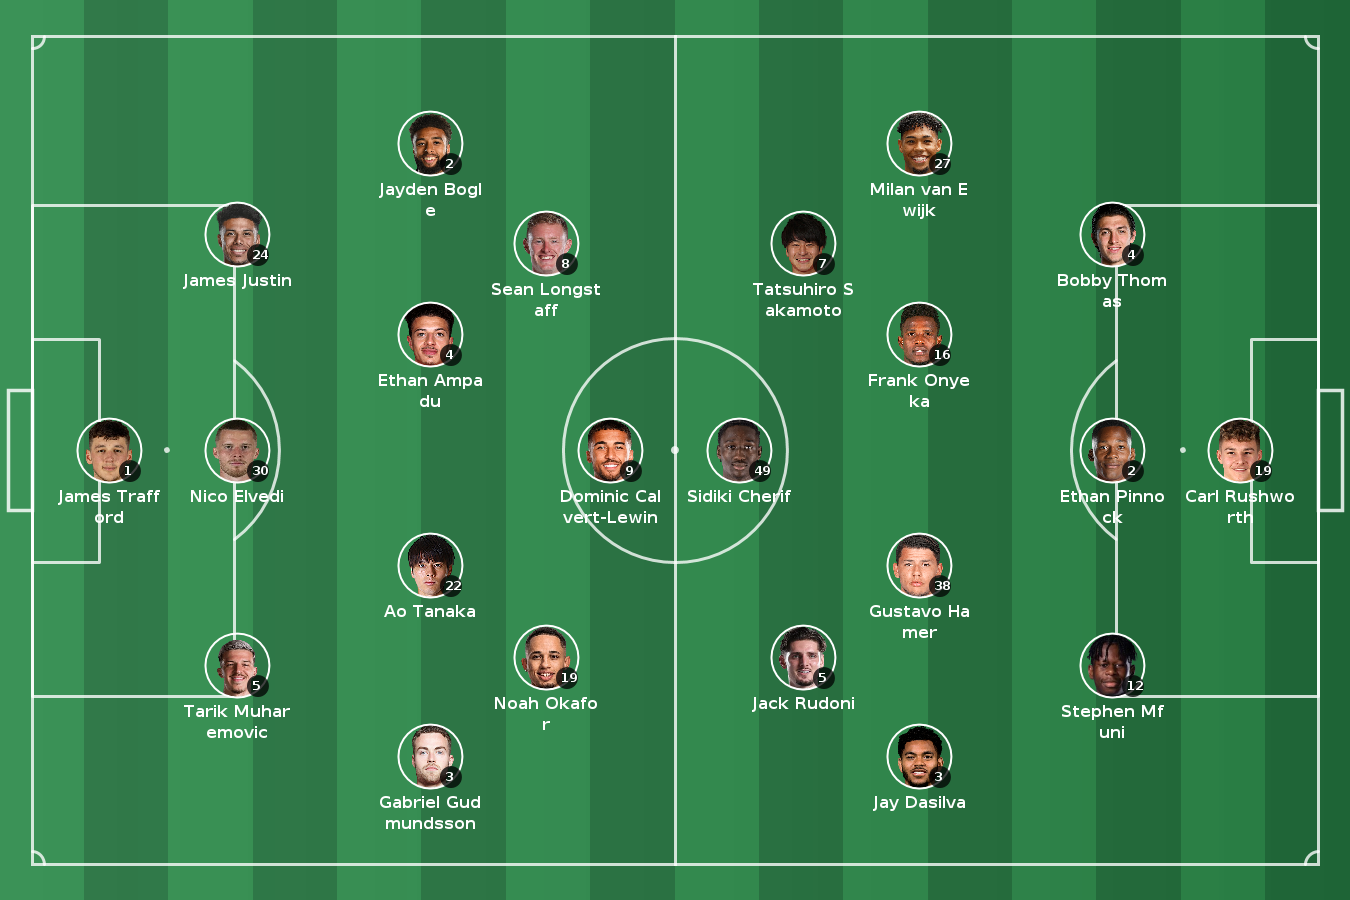 2
Jayden Bogl
e
27
Milan van E
wijk
24
James Justin
8
Sean Longst
aff
7
Tatsuhiro S
akamoto
4
Bobby Thom
as
4
Ethan Ampa
du
16
Frank Onye
ka
1
James Traff
ord
30
Nico Elvedi
9
Dominic Cal
vert-Lewin
49
Sidiki Cherif
2
Ethan Pinno
ck
19
Carl Rushwo
rth
22
Ao Tanaka
38
Gustavo Ha
mer
5
Tarik Muhar
emovic
19
Noah Okafo
r
5
Jack Rudoni
12
Stephen Mf
uni
3
Gabriel Gud
mundsson
3
Jay Dasilva